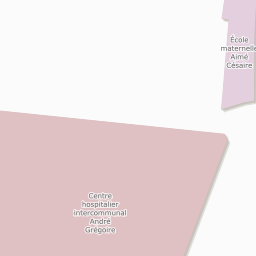 École
maternelle
Aimé
Césaire
Centre
hospitalier
intercommunal
André
Grégoire